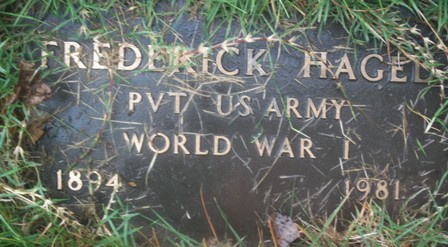 FREDERICK HAGEL
PVT US ARMY
WORLD WAR I
1894 1981